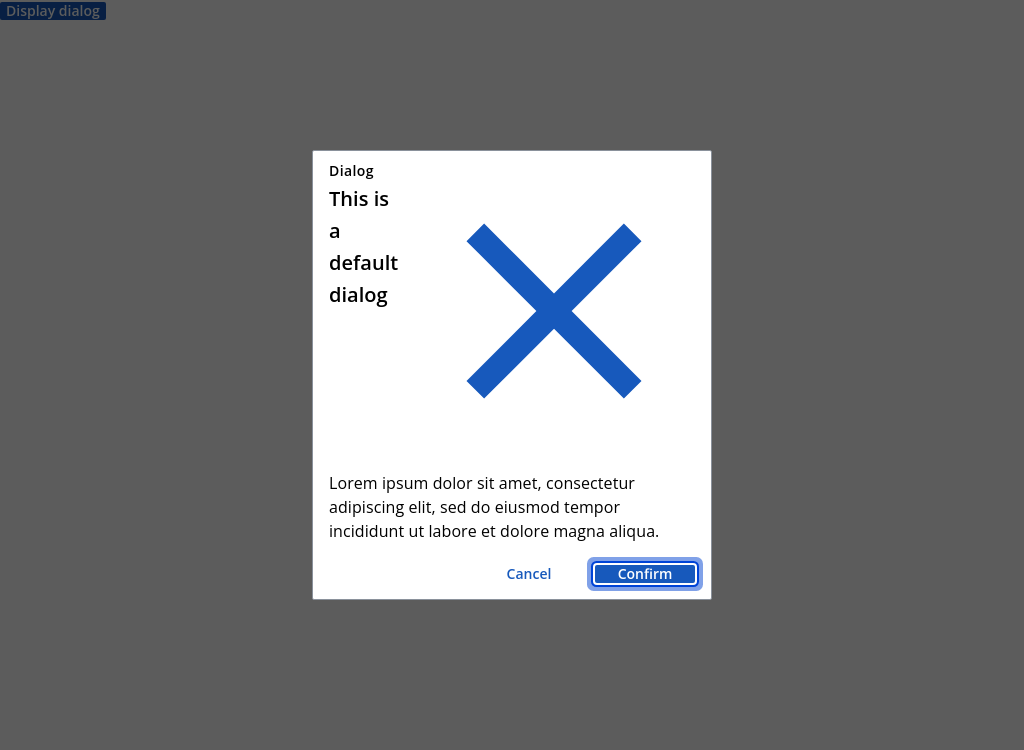 Display dialog
Dialog
This is
a
default
dialog
Lorem ipsum dolor sit amet, consectetur
adipiscing elit, sed do eiusmod tempor
incididunt ut labore et dolore magna aliqua.
Cancel
Confirm